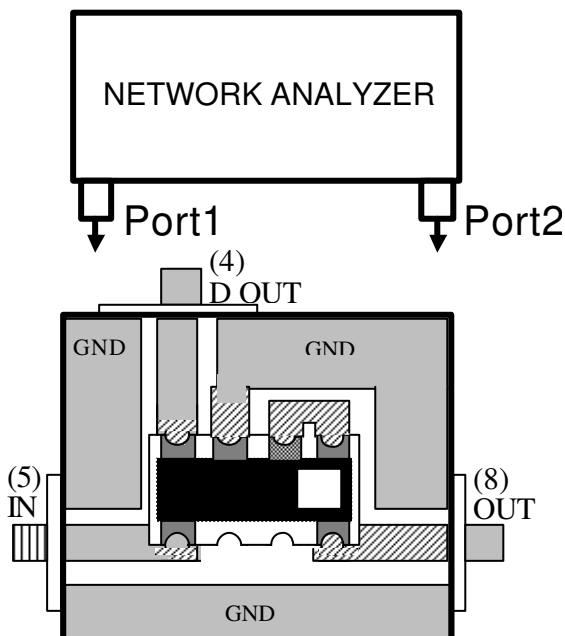 NETWORK ANALYZER
Port1
Port2
(4)
D OUT
GND
GND
(5)
IN
(8)
OUT
GND